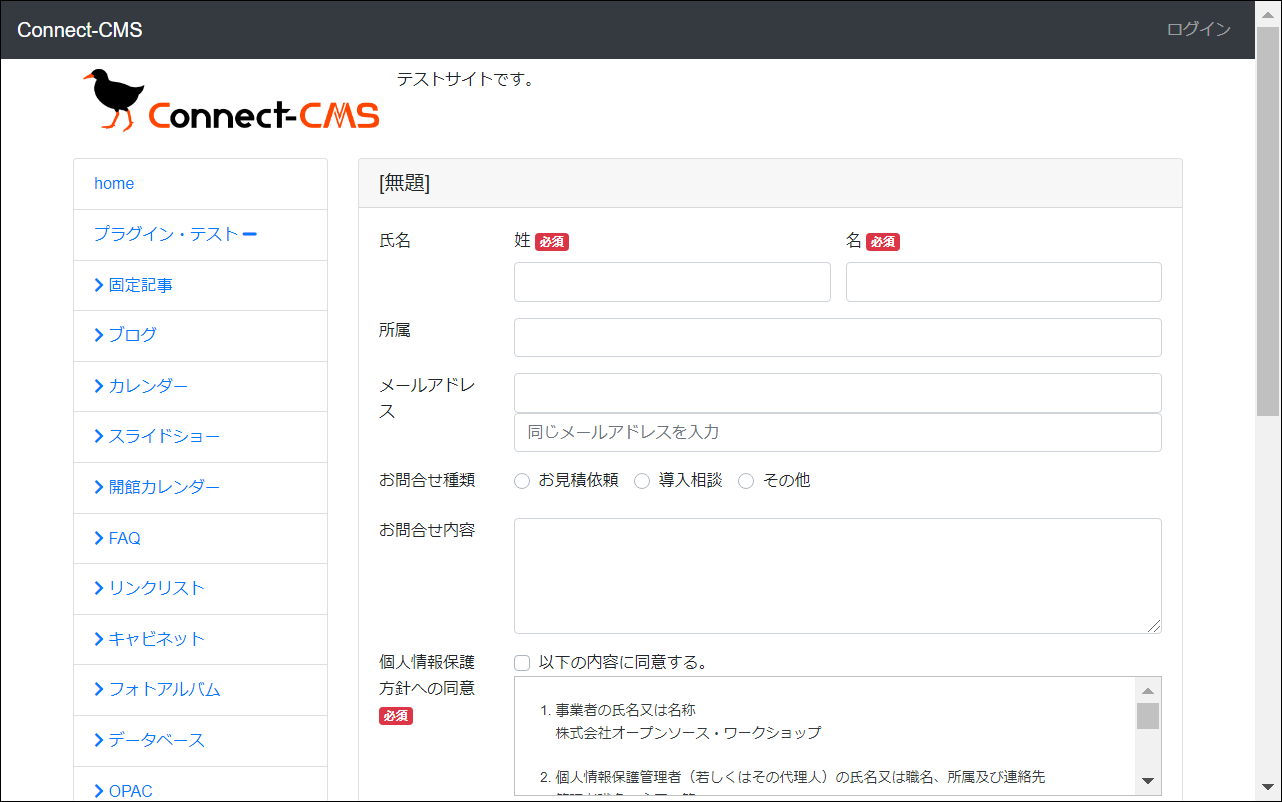 Connect-CMS
ログイン
Connect-CMS
テストサイトです。
home
プラグイン・テスト
固定記事
ブログ
カレンダー
スライドショー
開館カレンダー
FAQ
リンクリスト
キャビネット
フォトアルバム
データベース
OPAC
[無題]
氏名
姓 必須
名 必須
所属
メールアドレ
ス
同じメールアドレスを入力
お問合せ種類
お見積依頼 導入相談 その他
お問合せ内容
個人情報保護
方針への同意
必須
以下の内容に同意する。
1. 事業者の氏名又は名称
株式会社オープンソース・ワークショップ
2. 個人情報保護管理者（若しくはその代理人）の氏名又は職名、所属及び連絡先